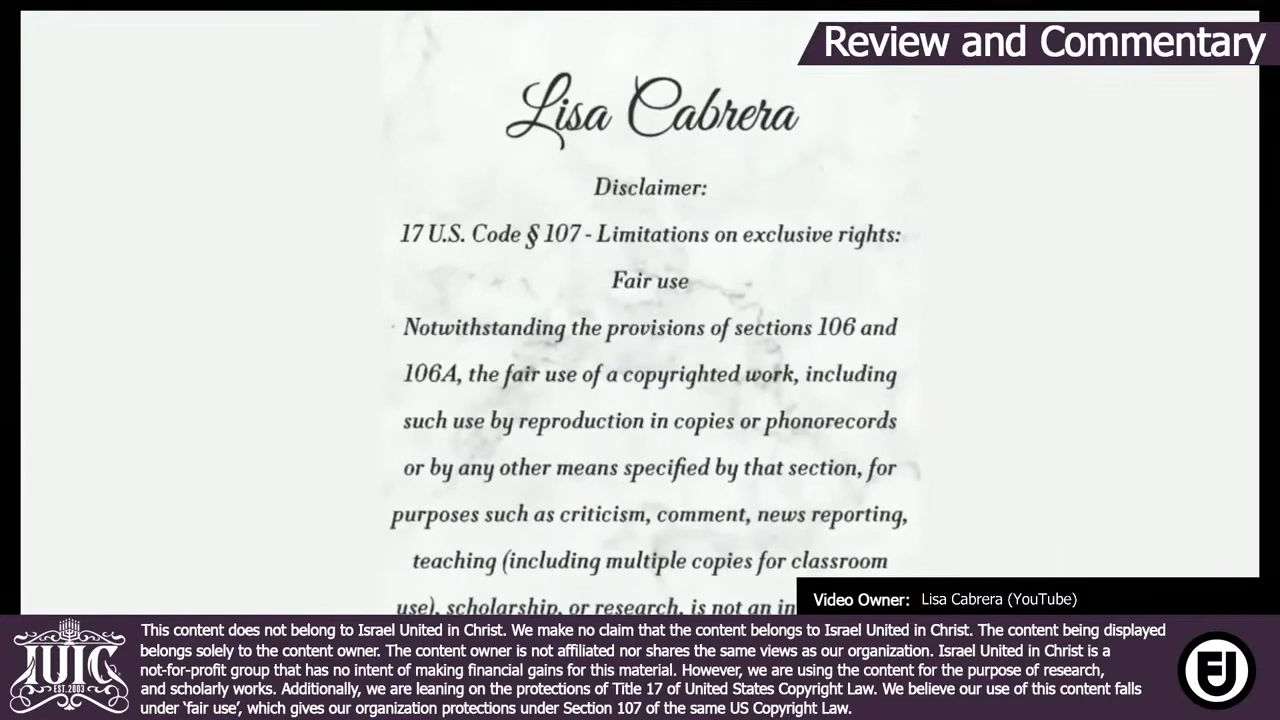 Review and Commentary
Lisa Cabrera
Disclaimer:
17 U.S. Code § 107 - Limitations on exclusive rights:
Fair use
Notwithstanding the provisions of sections 106 and
106A, the fair use of a copyrighted work, including
such use by reproduction in copies or phonorecords
or by any other means specified by that section, for
purposes such as criticism, comment, news reporting,
teaching (including multiple copies for classroom
use), scholarship, or research, is not an in
Video Owner: Lisa Cabrera (YouTube)
IUIC
EST. 2003
This content does not belong to Israel United in Christ. We make no claim that the content belongs to Israel United in Christ. The content being displayed
belongs solely to the content owner. The content owner is not affiliated nor shares the same views as our organization. Israel United in Christ is a
not-for-profit group that has no intent of making financial gains for this material. However, we are using the content for the purpose of research,
and scholarly works. Additionally, we are leaning on the protections of Title 17 of United States Copyright Law. We believe our use of this content falls
under ‘fair use’, which gives our organization protections under Section 107 of the same US Copyright Law.